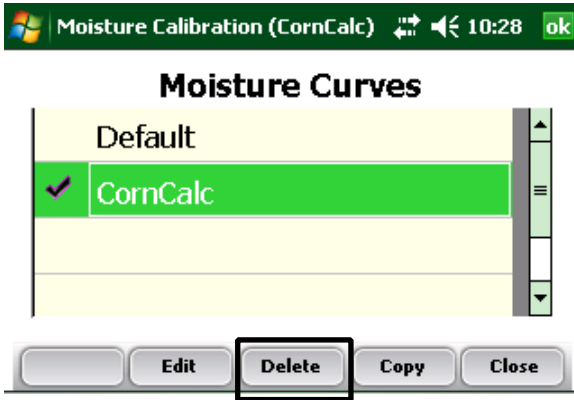 Moisture Calibration (CornCalc) 10:28 ok
Moisture Curves
Default
CornCalc
Edit Delete Copy Close